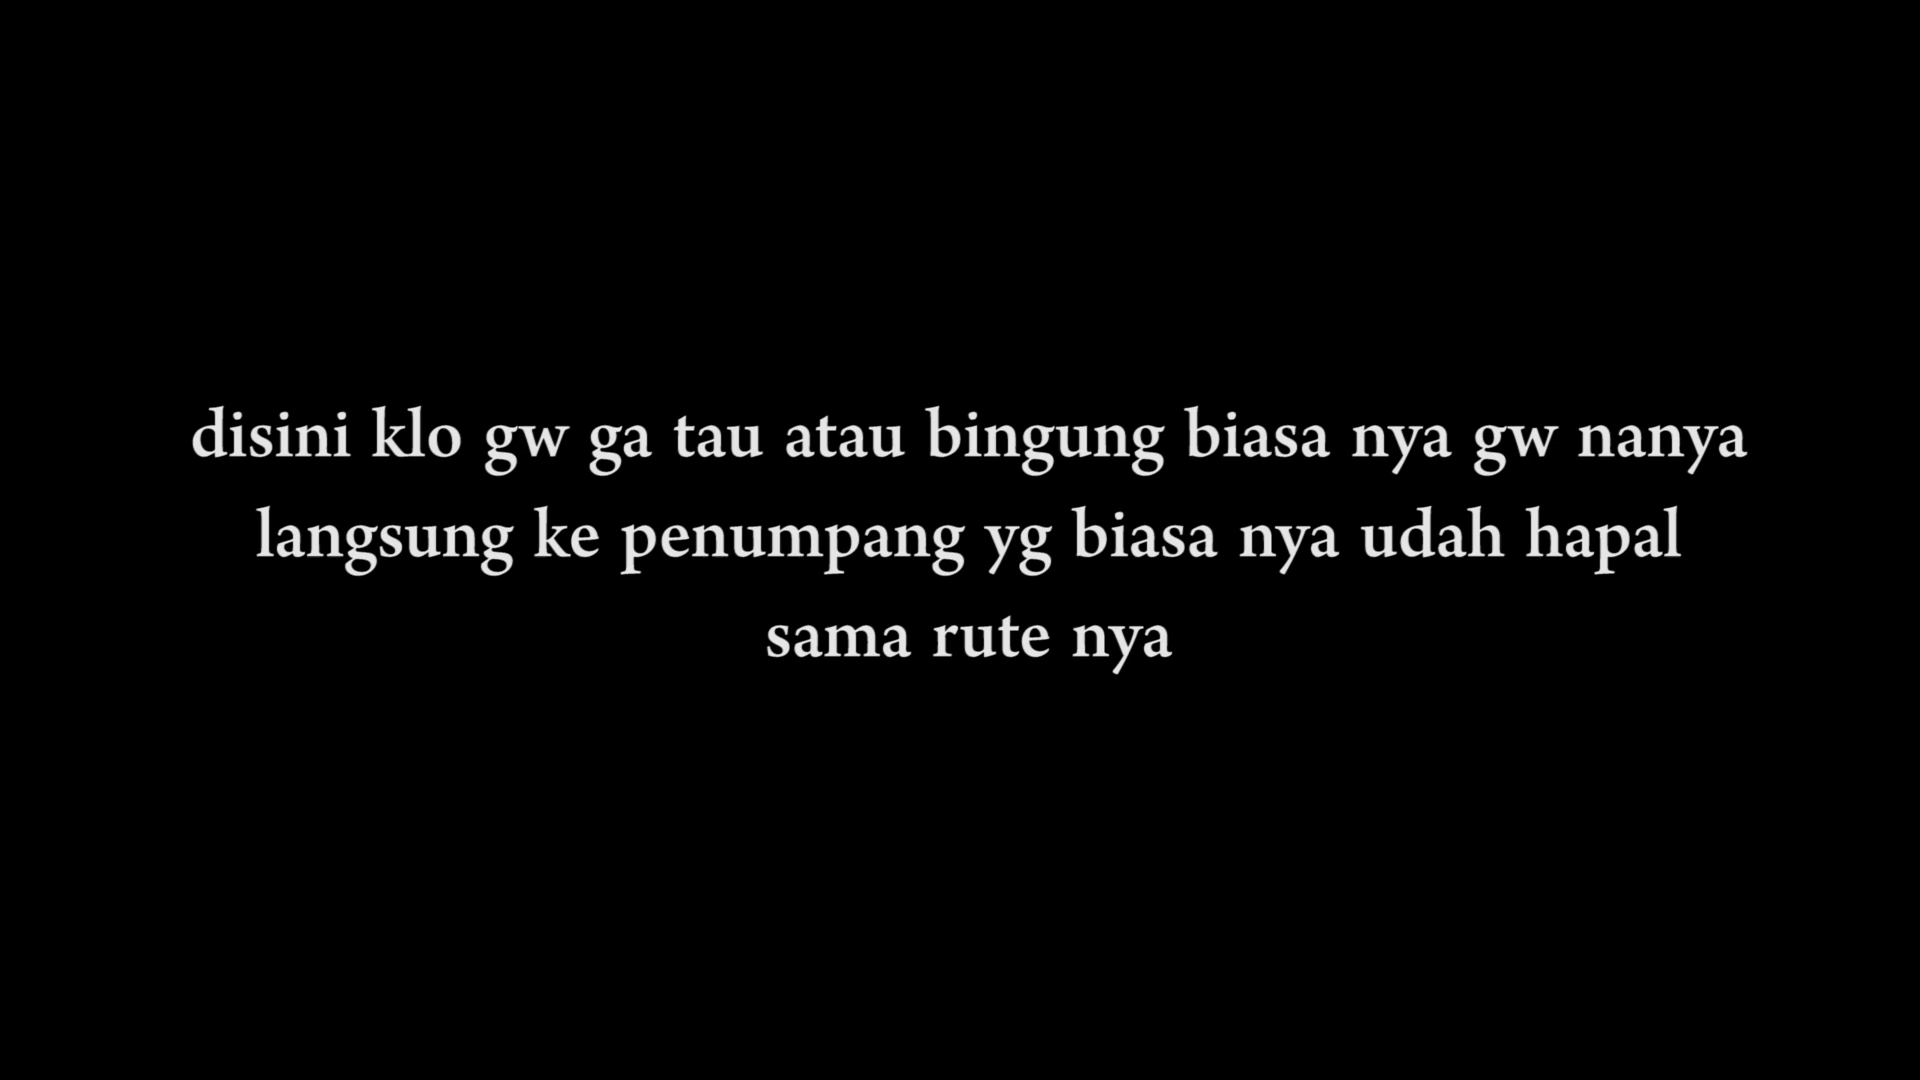 disini klo gw ga tau atau bingung biasa nya gw nanya
langsung ke penumpang yg biasa nya udah hapal
sama rute nya